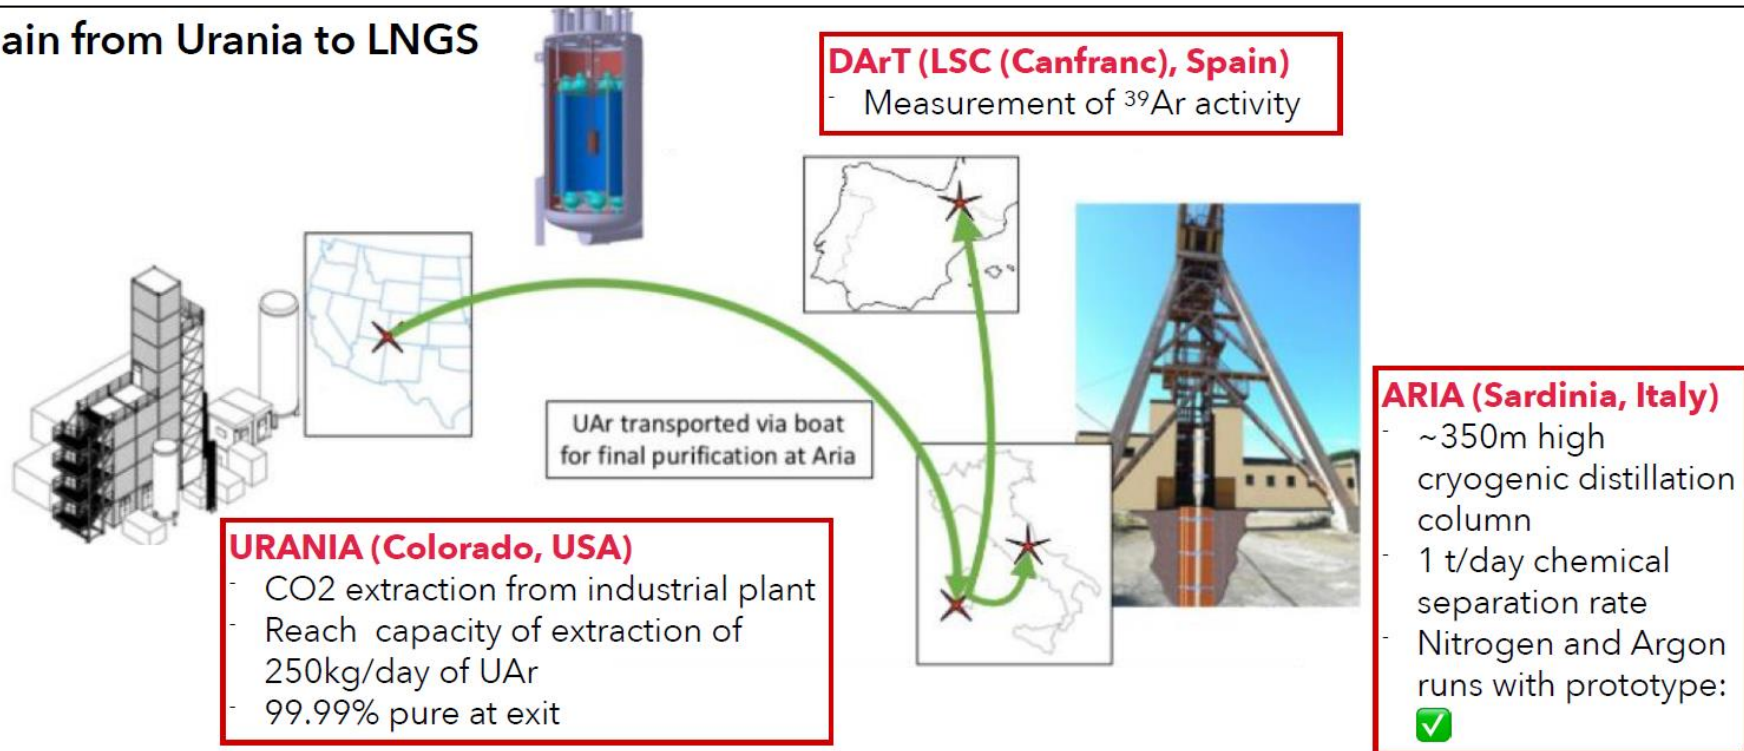 ain from Urania to LNGS
DArT (LSC (Canfranc), Spain)
- Measurement of ³⁹Ar activity
UAr transported via boat
for final purification at Aria
URANIA (Colorado, USA)
- CO2 extraction from industrial plant
- Reach capacity of extraction of
250kg/day of UAr
- 99.99% pure at exit
ARIA (Sardinia, Italy)
- ~350m high
cryogenic distillation
column
- 1 t/day chemical
separation rate
- Nitrogen and Argon
runs with prototype:
✅